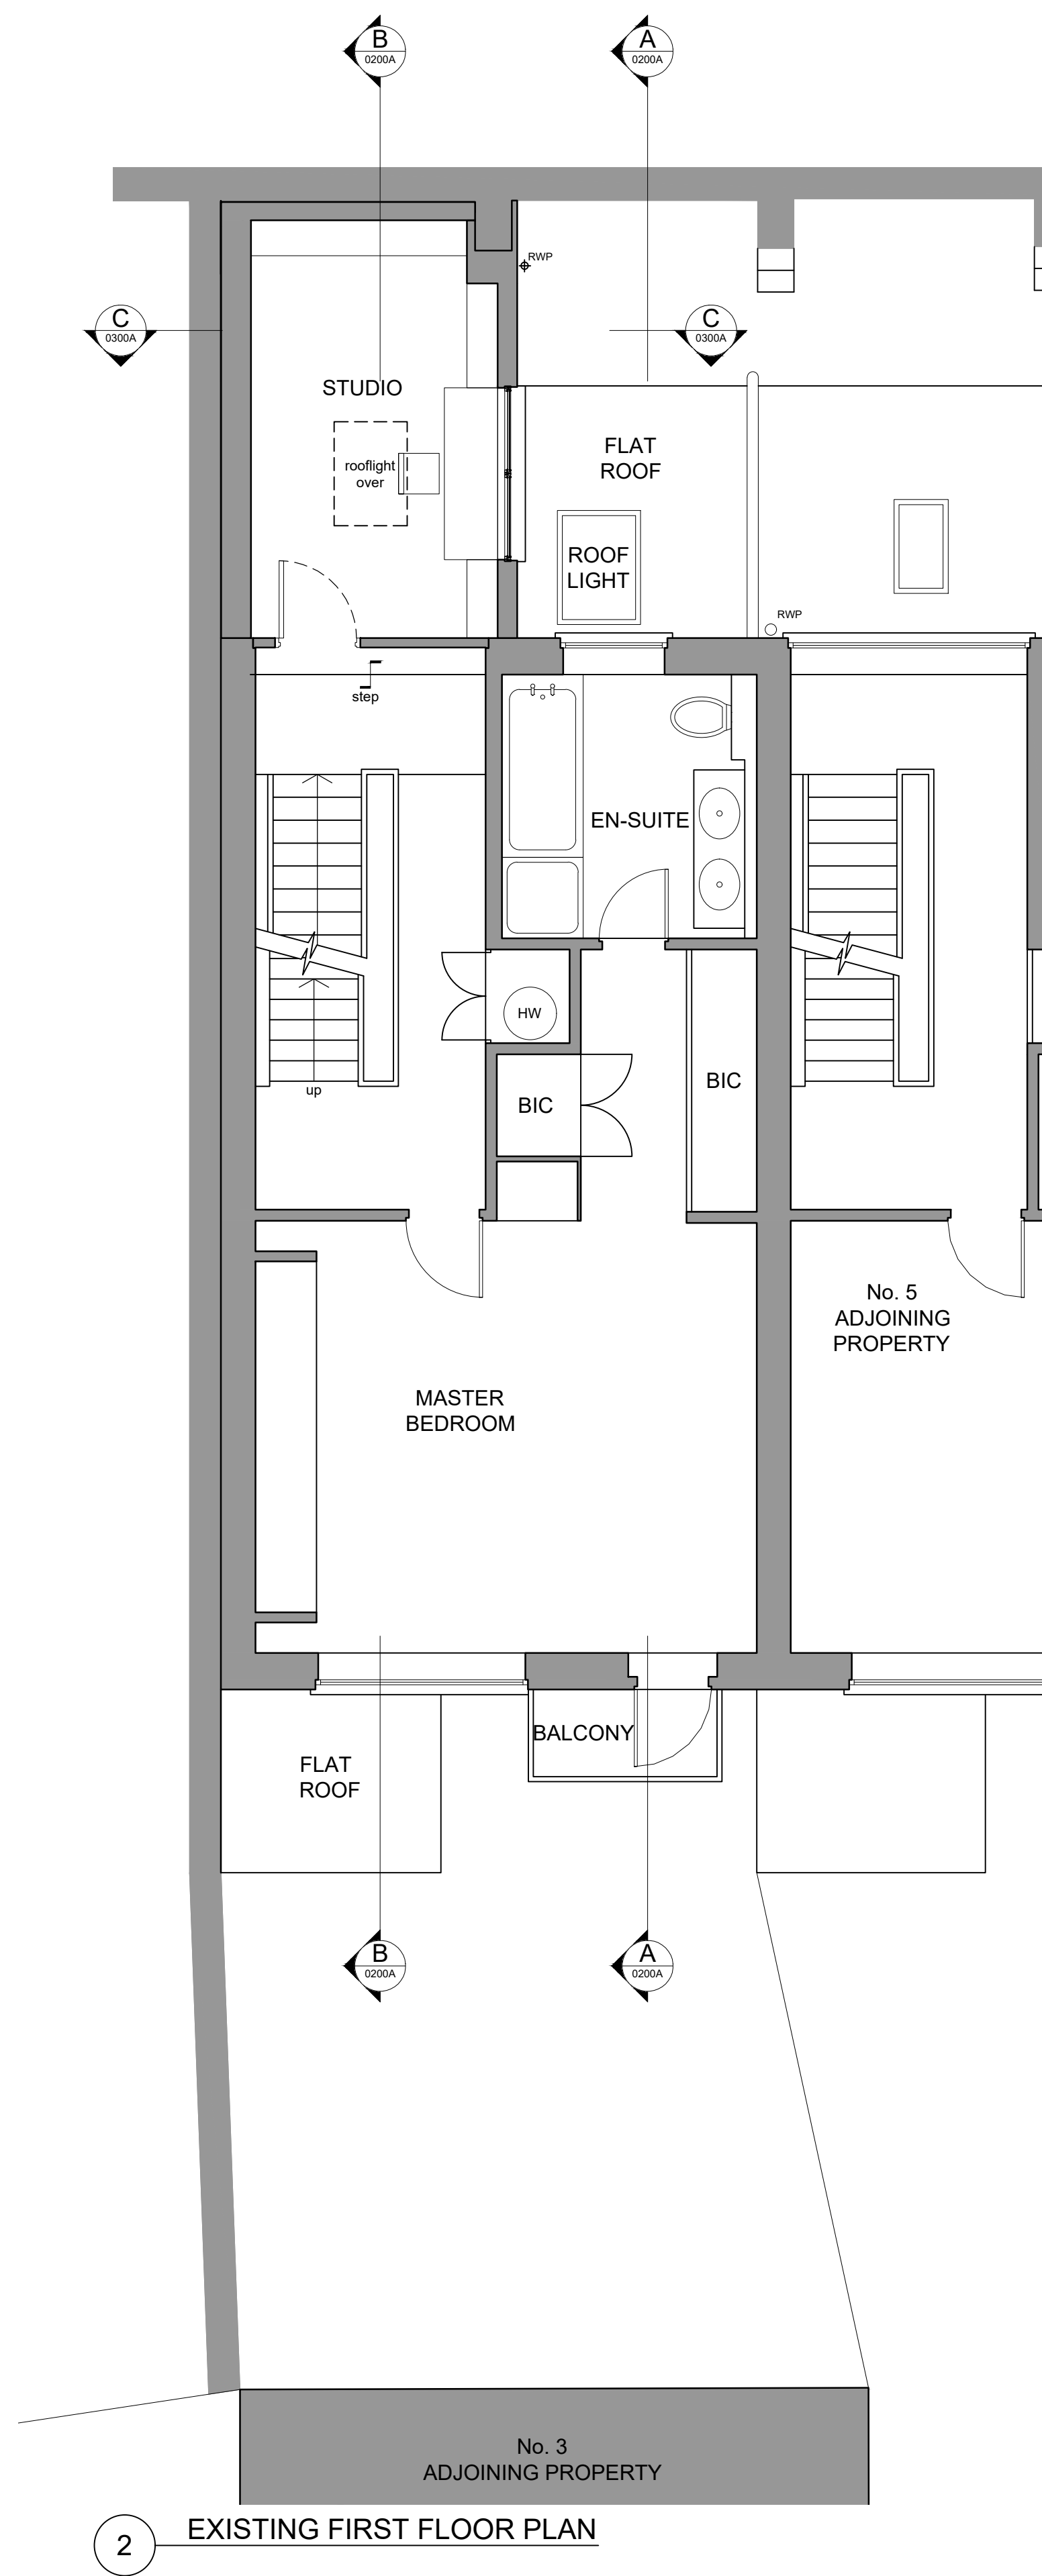 B
0200A
A
0200A
RWP
C
0300A
C
0300A
STUDIO
FLAT
ROOF
rooflight
over
ROOF
LIGHT
RWP
step
EN-SUITE
HW
BIC
BIC
up
No. 5
ADJOINING
PROPERTY
MASTER
BEDROOM
BALCONY
FLAT
ROOF
B
0200A
A
0200A
No. 3
ADJOINING PROPERTY
2
EXISTING FIRST FLOOR PLAN